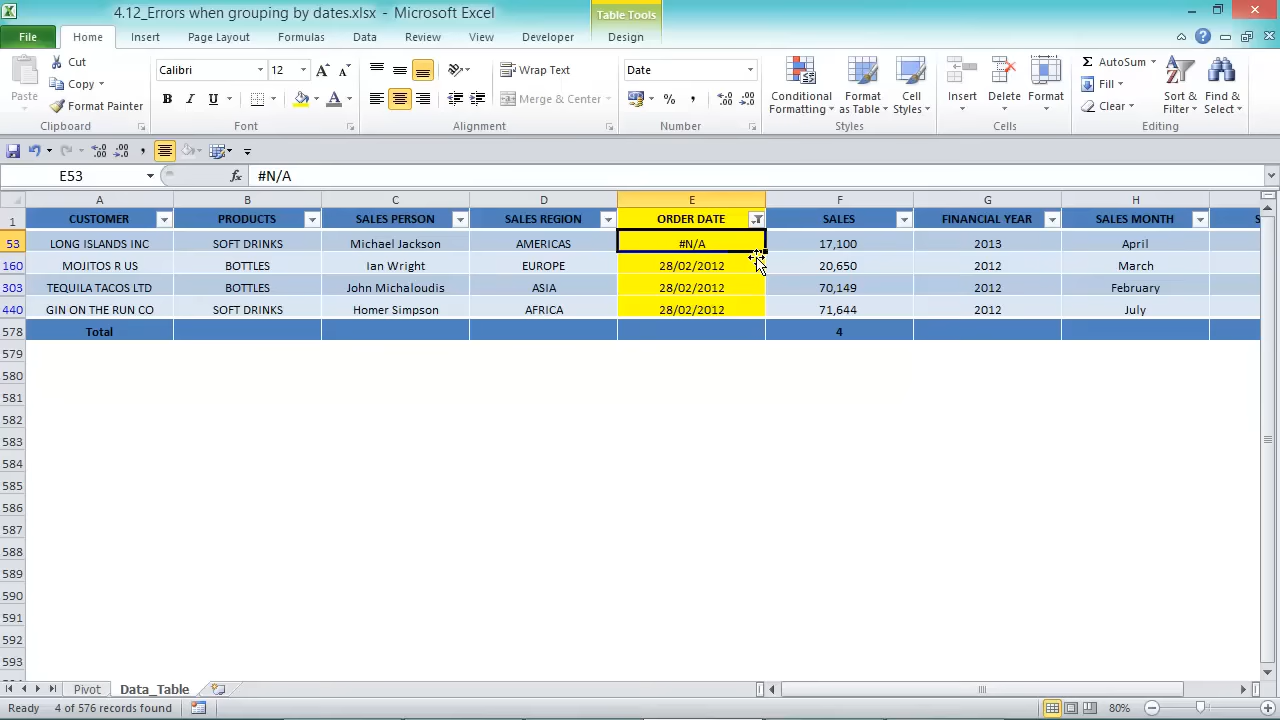 4.12_Errors when grouping by dates.xlsx - Microsoft Excel
Table Tools
File Home Insert Page Layout Formulas Data Review View Developer Design
Paste
Cut
Copy
Format Painter
Clipboard
Calibri 12
B I U
Font
Wrap Text
Merge & Center
Alignment
Date
Number
Conditional Formatting
Format as Table
Cell Styles
Styles
Insert Delete Format
Cells
AutoSum
Fill
Clear
Sort & Filter
Find & Select
Editing
E53 fx #N/A
A B C D E F G H
1 CUSTOMER PRODUCTS SALES PERSON SALES REGION ORDER DATE SALES FINANCIAL YEAR SALES MONTH S
53 LONG ISLANDS INC SOFT DRINKS Michael Jackson AMERICAS #N/A 17,100 2013 April
160 MOJITOS R US BOTTLES Ian Wright EUROPE 28/02/2012 20,650 2012 March
303 TEQUILA TACOS LTD BOTTLES John Michaloudis ASIA 28/02/2012 70,149 2012 February
440 GIN ON THE RUN CO SOFT DRINKS Homer Simpson AFRICA 28/02/2012 71,644 2012 July
578 Total 4
579
580
581
582
583
584
585
586
587
588
589
590
591
592
593
Pivot Data_Table
Ready 4 of 576 records found 80%